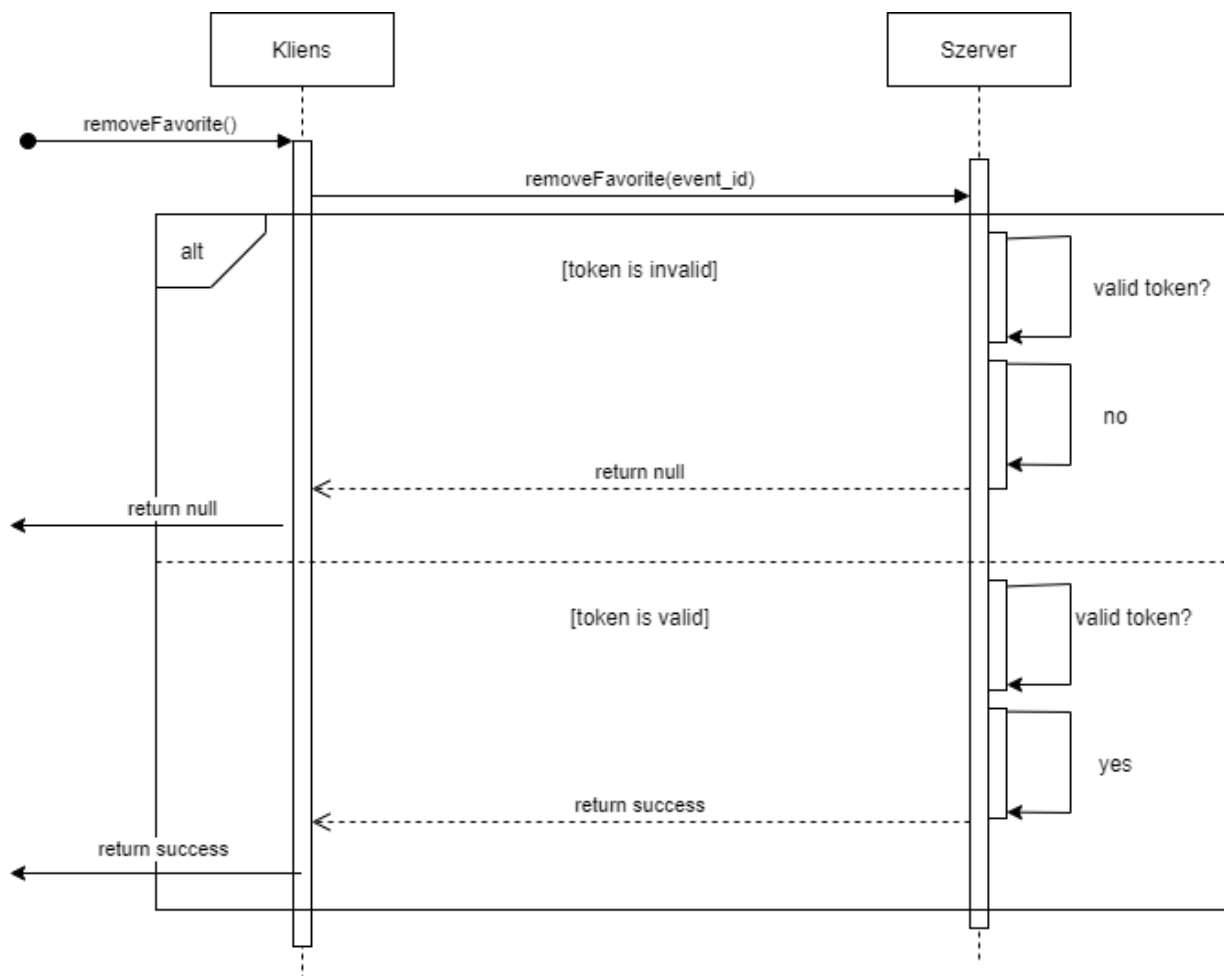 Kliens
Szerver
removeFavorite()
removeFavorite(event_id)
alt
[token is invalid]
valid token?
no
return null
return null
[token is valid]
valid token?
yes
return success
return success